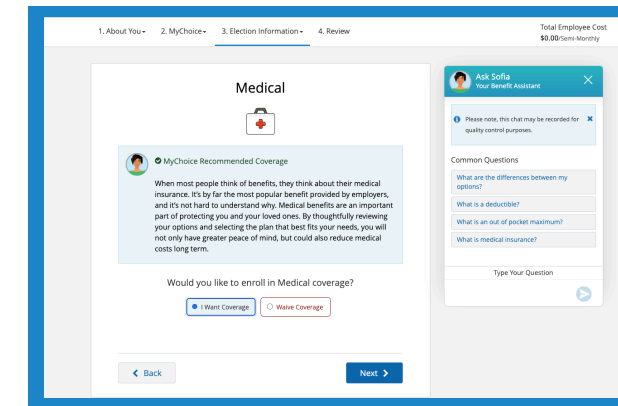 1. About You
2. MyChoice
3. Election Information
4. Review
Total Employee Cost
$0.00/Semi-Monthly
Medical
MyChoice Recommended Coverage
When most people think of benefits, they think about their medical
insurance. It's by far the most popular benefit provided by employers,
and it's not hard to understand why. Medical benefits are an important
part of protecting you and your loved ones. By thoughtfully reviewing
your options and selecting the plan that best fits your needs, you will
not only have greater peace of mind, but could also reduce medical
costs long term.
Would you like to enroll in Medical coverage?
I Want Coverage
Waive Coverage
Back
Next
Ask Sofia
Your Benefit Assistant
Please note, this chat may be recorded for
quality control purposes.
Common Questions
What are the differences between my
options?
What is a deductible?
What is an out of pocket maximum?
What is medical insurance?
Type Your Question